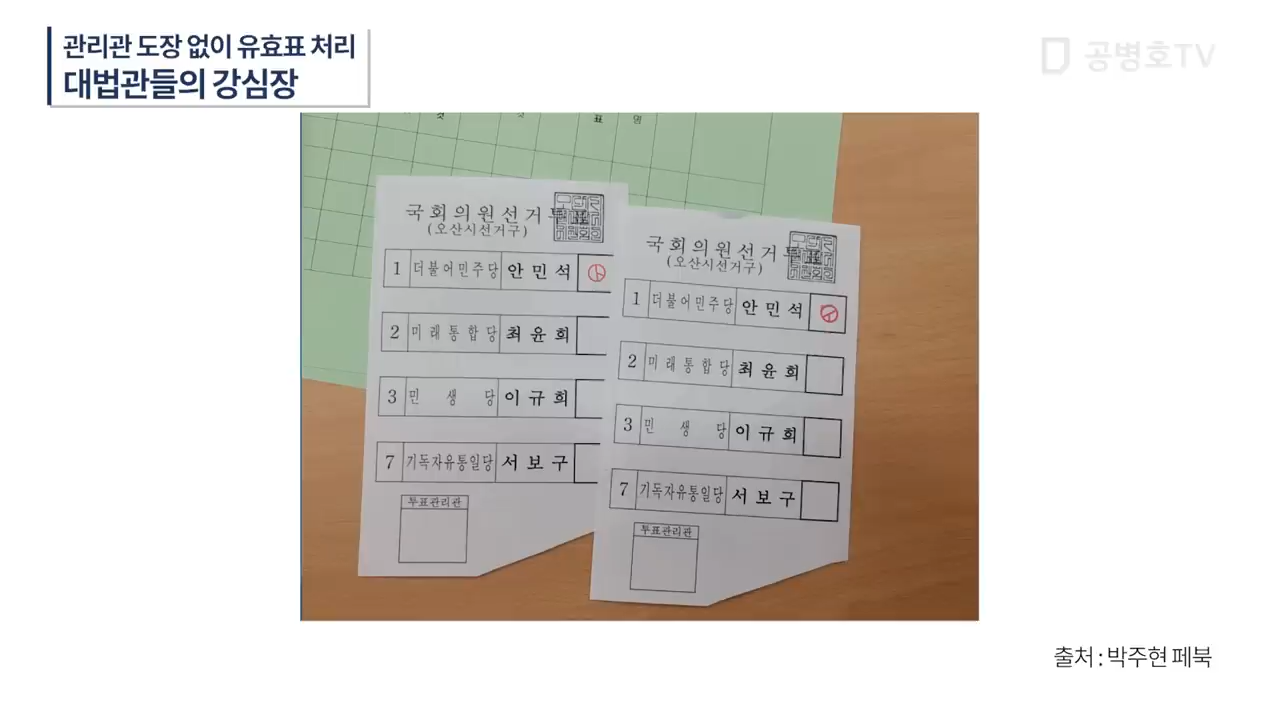 관리관 도장 없이 유효표 처리
대법관들의 강심장
공병호TV
표 명
국회의원선거투
(오산시선거구)
1 더불어민주당 안민석
2 미래통합당 최윤희
3 민생당 이규희
7 기독자유통일당 서보구
투표관리관
국회의원선거투
(오산시선거구)
1 더불어민주당 안민석
2 미래통합당 최윤희
3 민생당 이규희
7 기독자유통일당 서보구
투표관리관
출처 : 박주현 페북